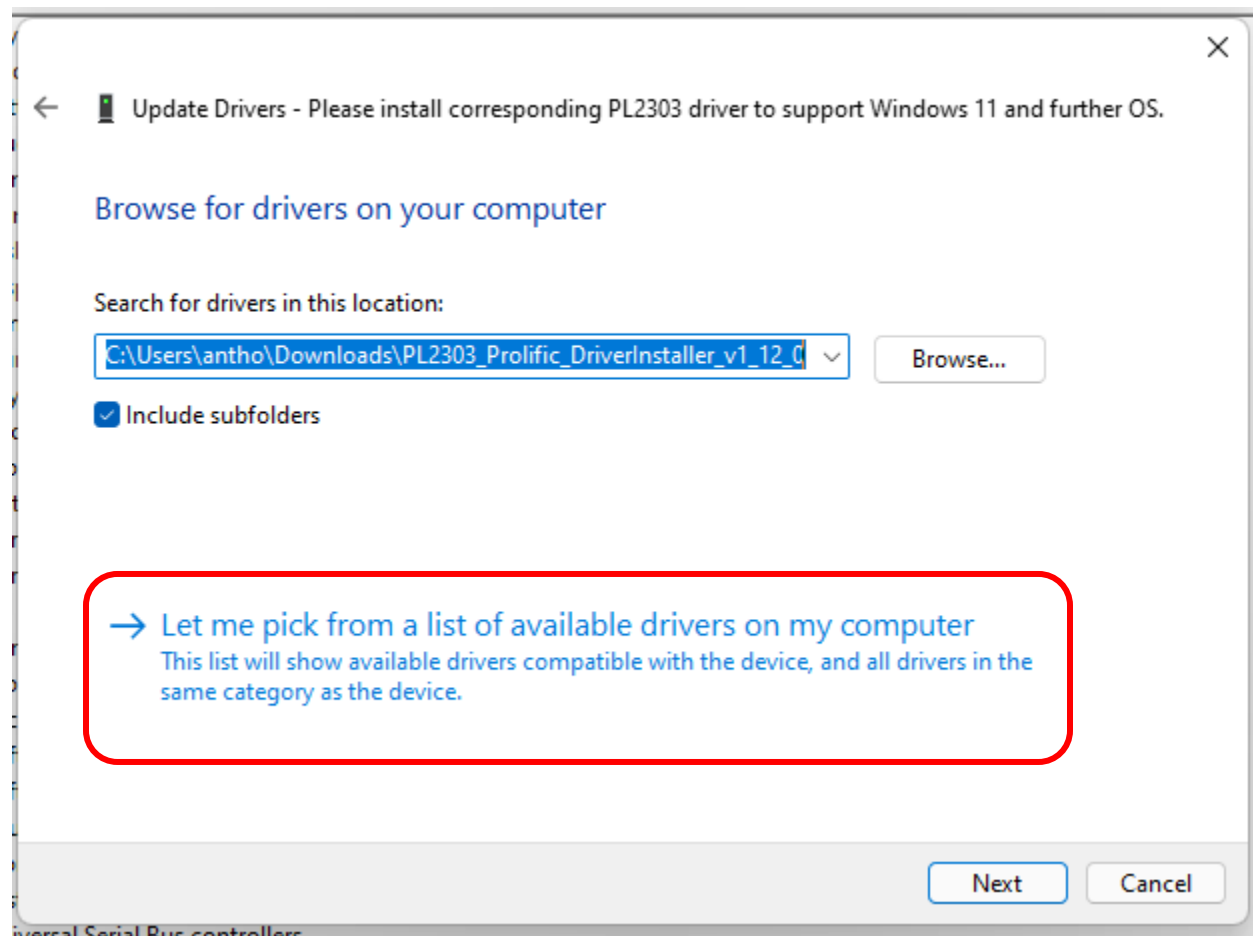 Update Drivers - Please install corresponding PL2303 driver to support Windows 11 and further OS.
Browse for drivers on your computer
Search for drivers in this location:
C:\Users\antho\Downloads\PL2303_Prolific_DriverInstaller_v1_12_0
Browse...
Include subfolders
Let me pick from a list of available drivers on my computer
This list will show available drivers compatible with the device, and all drivers in the
same category as the device.
Next
Cancel
Serial Bus controllers